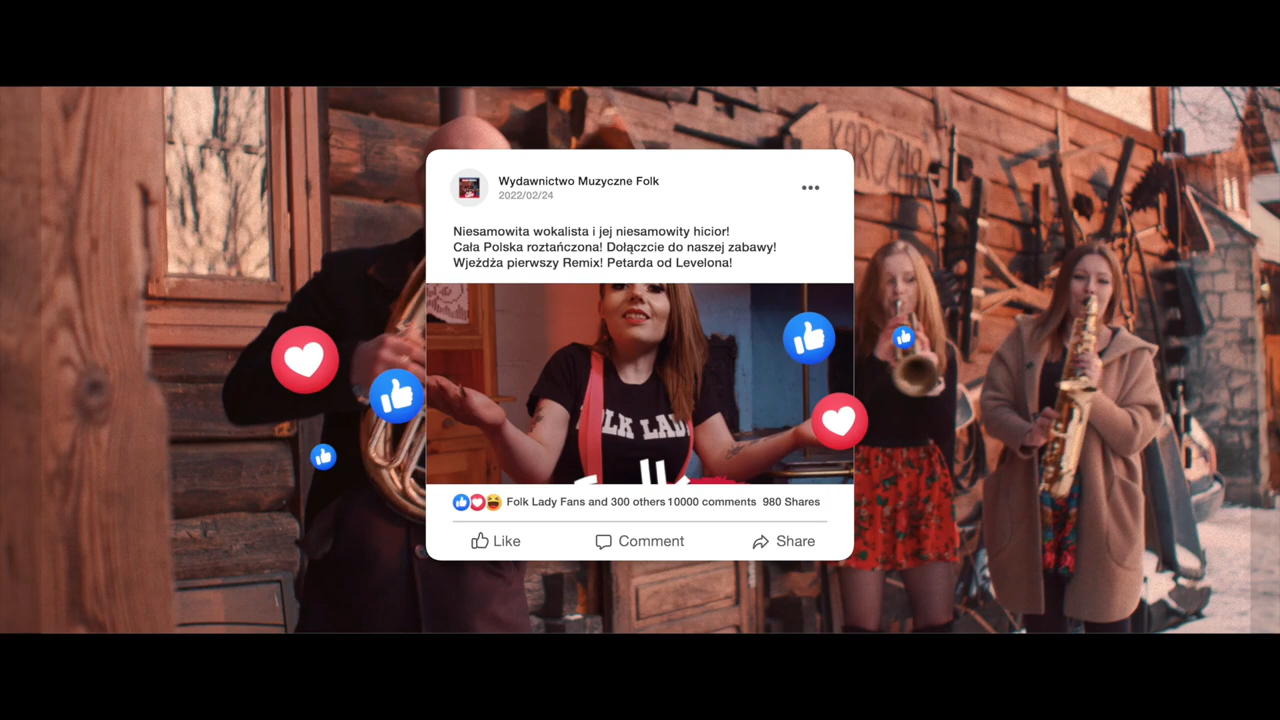 KARCZMA
Wydawnictwo Muzyczne Folk
2022/02/24
Niesamowita wokalista i jej niesamowity hicior!
Cała Polska roztańczona! Dołączcie do naszej zabawy!
Wjeżdża pierwszy Remix! Petarda od Levelona!
FOLK LADY
Folk Lady Fans and 300 others 10000 comments 980 Shares
Like Comment Share